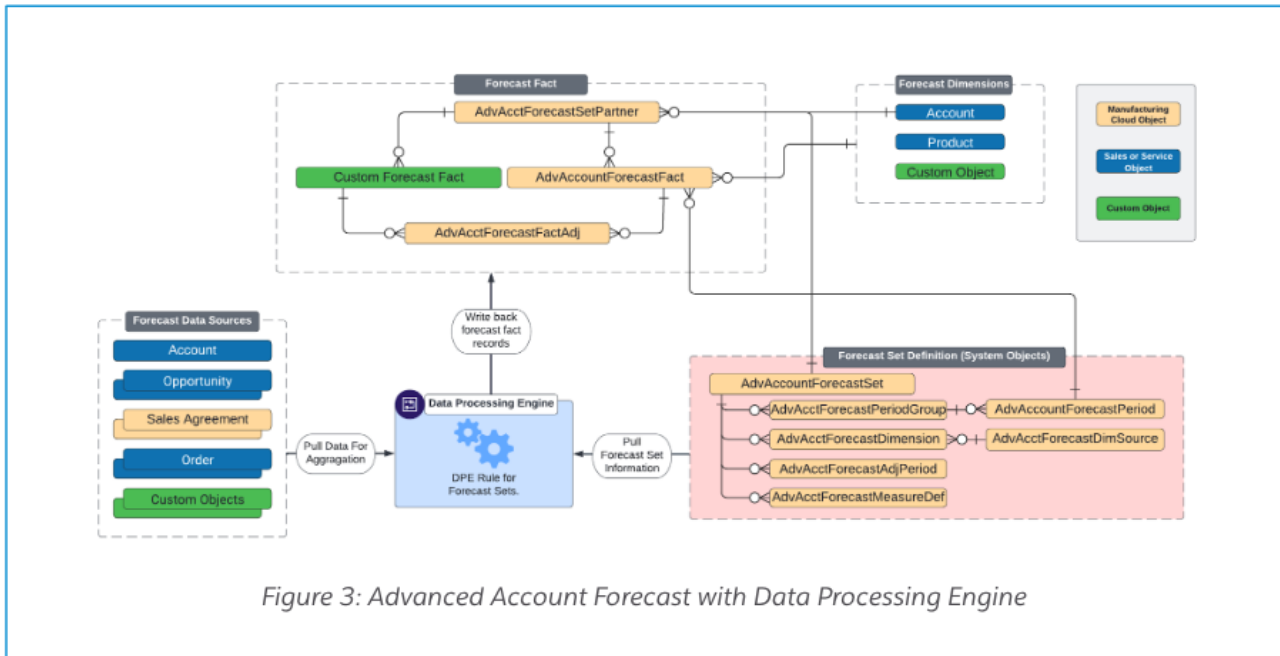 Forecast Fact
AdvAcctForecastSetPartner
Custom Forecast Fact
AdvAccountForecastFact
AdvAcctForecastFactAdj
Forecast Dimensions
Account
Product
Custom Object
Manufacturing
Cloud Object
Sales or Service
Object
Custom Object
Forecast Data Sources
Account
Opportunity
Sales Agreement
Order
Custom Objects
Pull Data For
Aggragation
Write back
forecast fact
records
Data Processing Engine
DPE Rule for
Forecast Sets.
Pull
Forecast Set
Information
Forecast Set Definition (System Objects)
AdvAccountForecastSet
AdvAcctForecastPeriodGroup
AdvAccountForecastPeriod
AdvAcctForecastDimension
AdvAcctForecastDimSource
AdvAcctForecastAdjPeriod
AdvAcctForecastMeasureDef
Figure 3: Advanced Account Forecast with Data Processing Engine